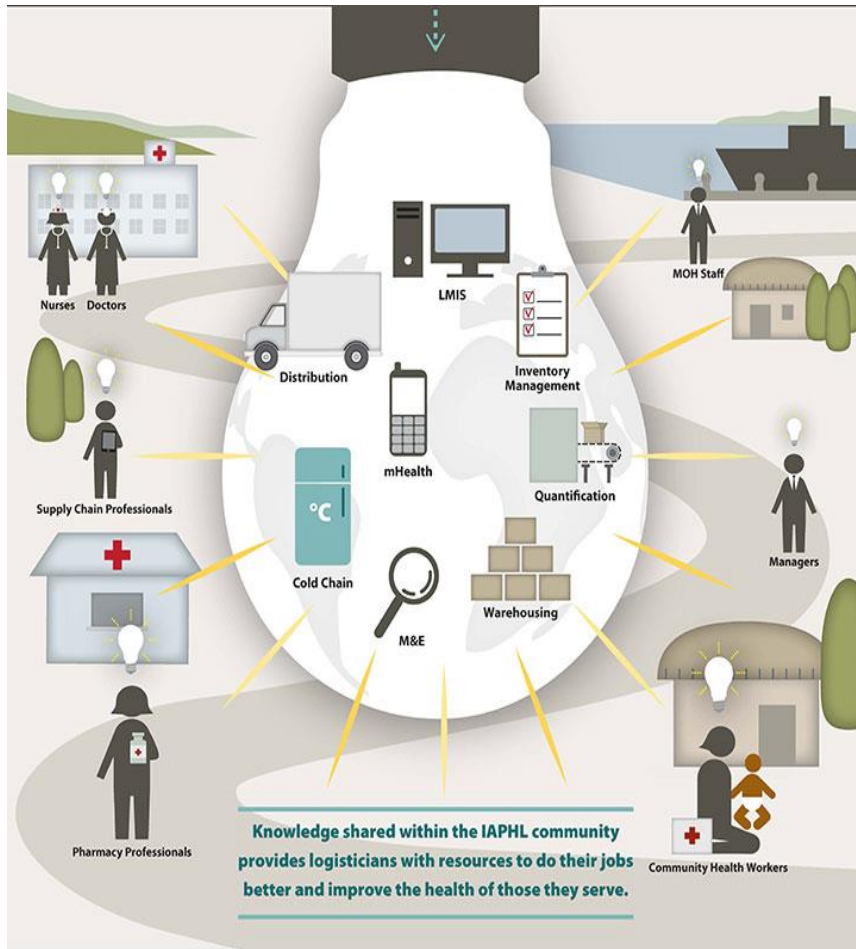 LMIS
Nurses
Doctors
MOH Staff
Distribution
Inventory
Management
mHealth
Supply Chain Professionals
°C
Quantification
Managers
Cold Chain
Warehousing
M&E
Pharmacy Professionals
Community Health Workers
Knowledge shared within the IAPHL community
provides logisticians with resources to do their jobs
better and improve the health of those they serve.